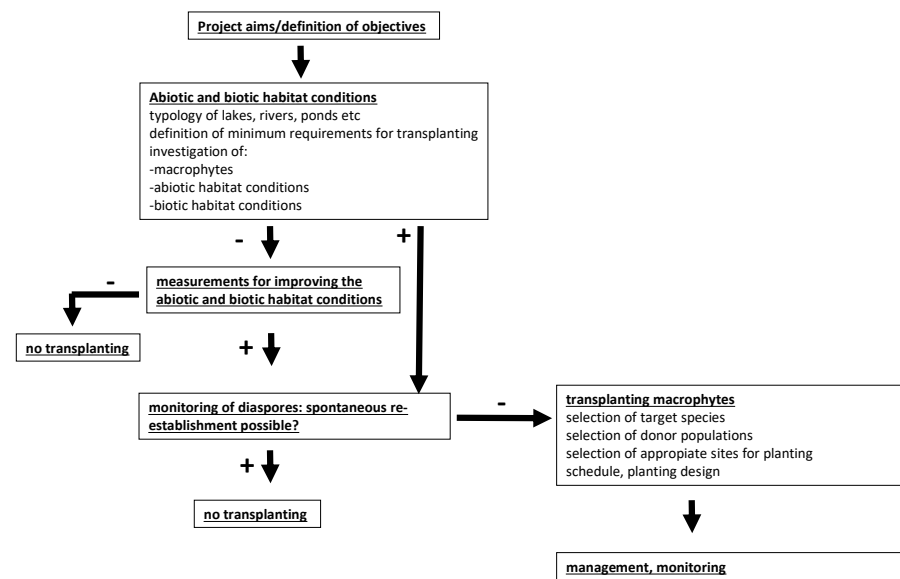 Project aims/definition of objectives
Abiotic and biotic habitat conditions
typology of lakes, rivers, ponds etc
definition of minimum requirements for transplanting
investigation of:
-macrophytes
-abiotic habitat conditions
-biotic habitat conditions
-
+
measurements for improving the
abiotic and biotic habitat conditions
-
no transplanting
+
monitoring of diaspores: spontaneous re-
establishment possible?
-
transplanting macrophytes
selection of target species
selection of donor populations
selection of appropiate sites for planting
schedule, planting design
+
no transplanting
management, monitoring